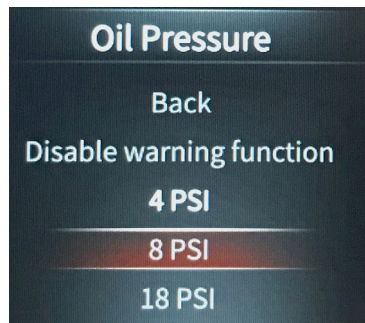 Oil Pressure
Back
Disable warning function
4 PSI
8 PSI
18 PSI